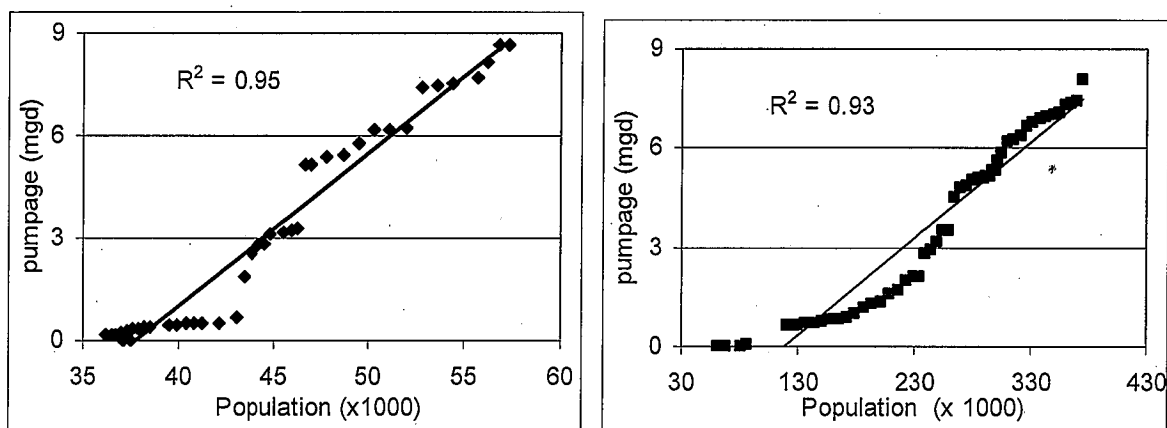 9
6
3
0
pumpage (mgd)
R² = 0.95
35 40 45 50 55 60
Population (x1000)
9
6
3
0
pumpage (mgd)
R² = 0.93
30 130 230 330 430
Population (x 1000)